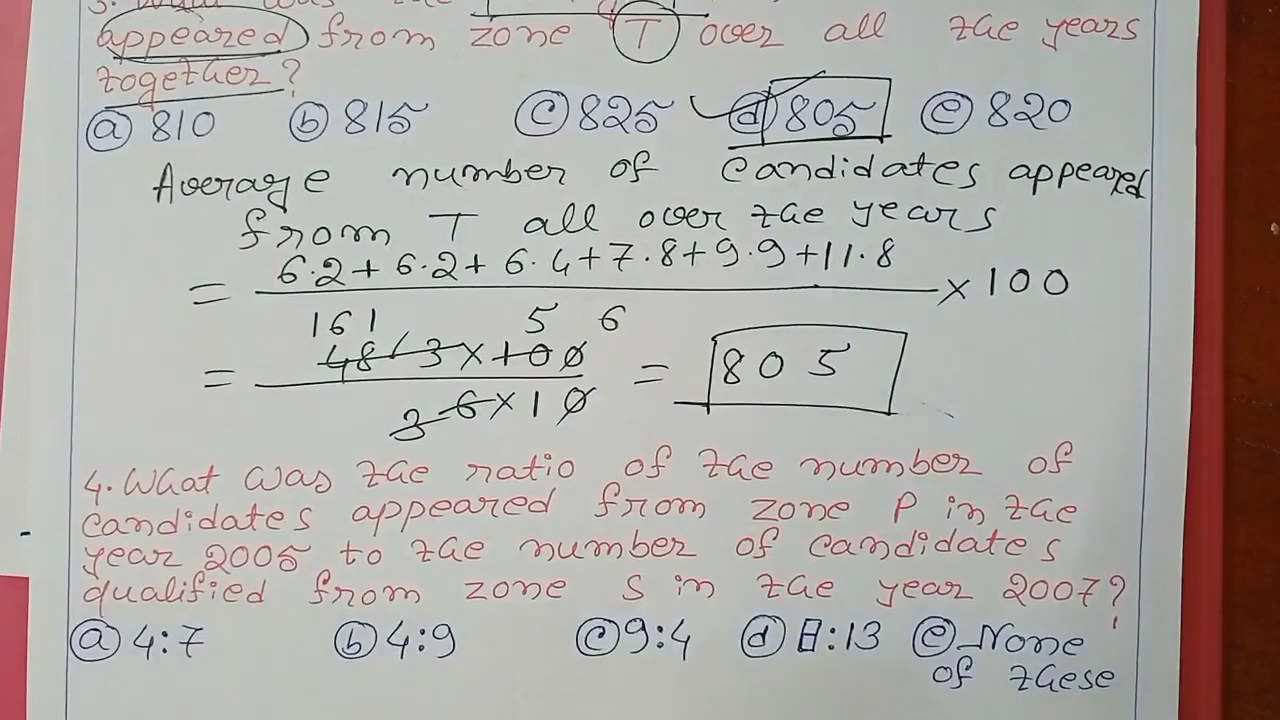 appeared from zone T over all the years
together?
(a) 810 (b) 815 (c) 825 (d) 805 (e) 820
Average number of candidates appeared
from T all over the years
= 6.2+6.2+6.4+7.8+9.9+11.8 / × 100
161 5 6
= 48/3×100 / 3 6×10 = 805
4. What was the ratio of the number of
candidates appeared from zone P in the
year 2005 to the number of candidates
qualified from zone S in the year 2007?
(a) 4:7 (b) 4:9 (c) 9:4 (d) :13 (e) None
of these